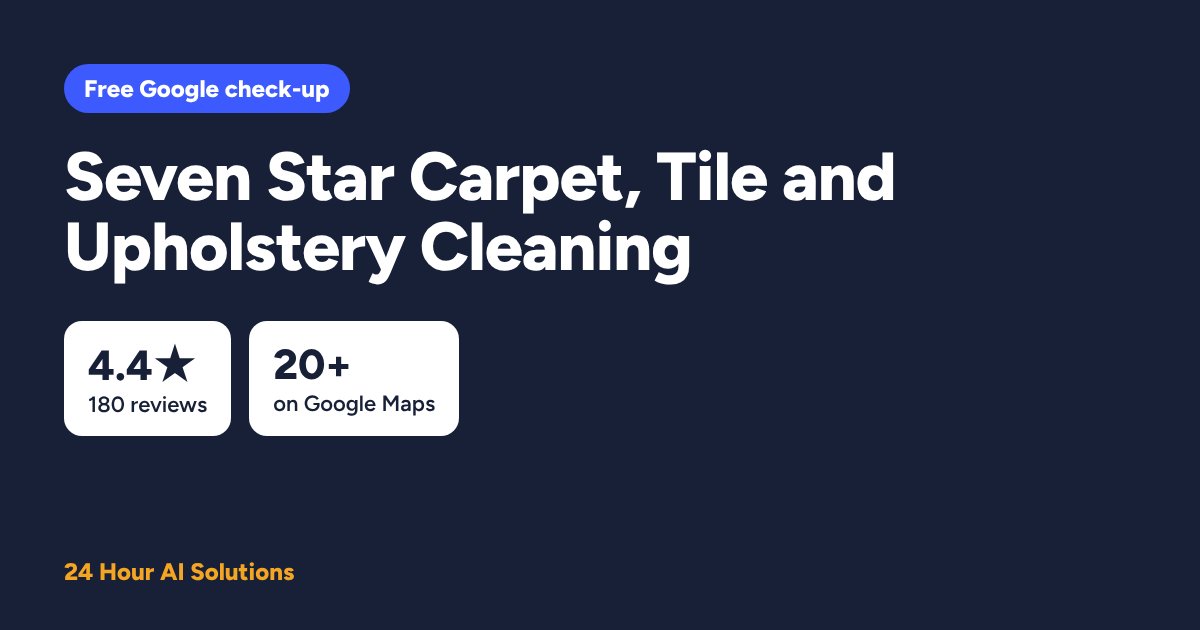 Free Google check-up
Seven Star Carpet, Tile and
Upholstery Cleaning
4.4★
180 reviews
20+
on Google Maps
24 Hour AI Solutions